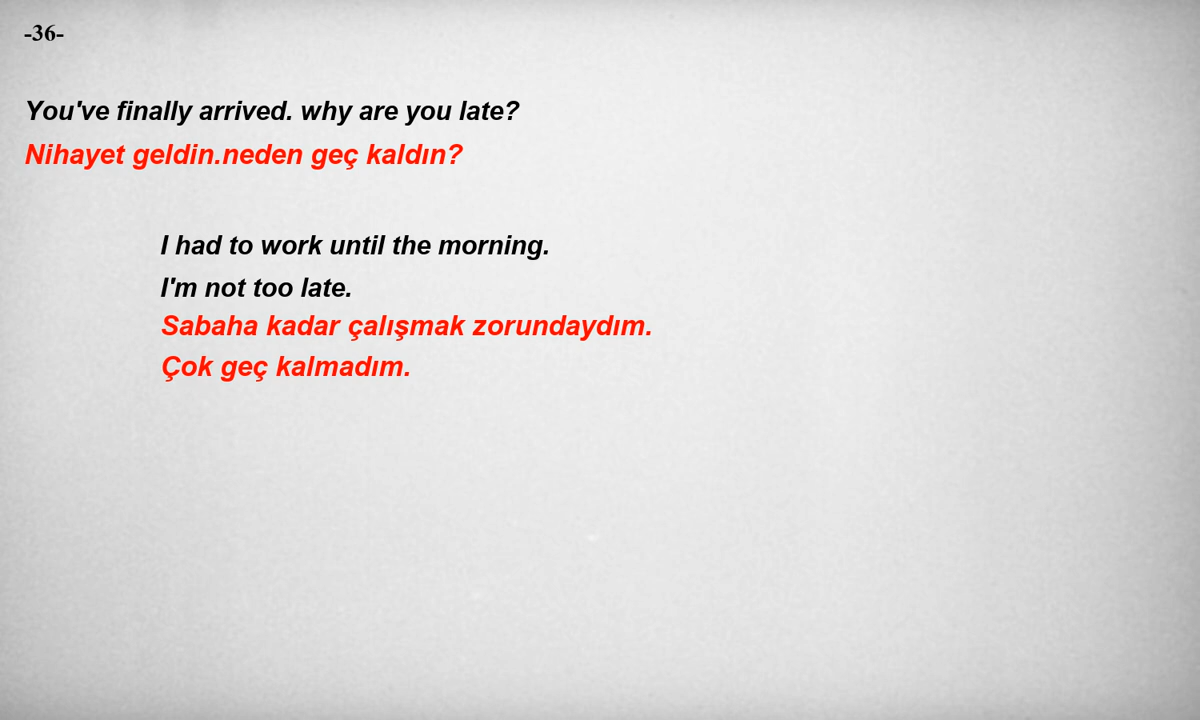 -36-
You've finally arrived. why are you late?
Nihayet geldin.neden geç kaldın?
I had to work until the morning.
I'm not too late.
Sabaha kadar çalışmak zorundaydım.
Çok geç kalmadım.